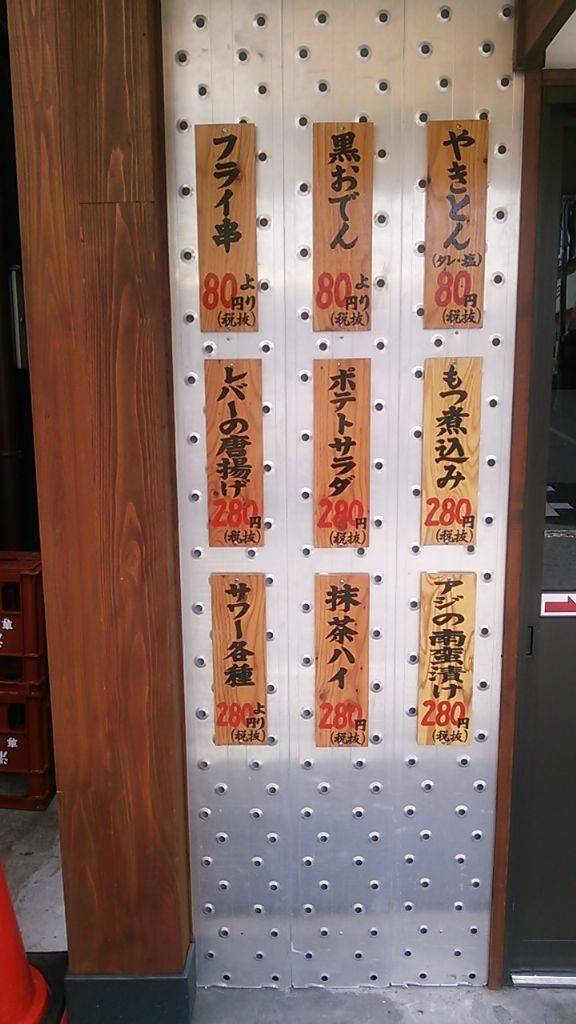 やきとん
(タレ・塩)
80円
(税抜)
黒おでん
80円より
(税抜)
フライ串
80円より
(税抜)
もつ煮込み
280円
(税抜)
ポテトサラダ
280円
(税抜)
レバーの唐揚げ
280円
(税抜)
アジの南蛮漬け
280円
(税抜)
抹茶ハイ
280円
(税抜)
サワー各種
280円より
(税抜)